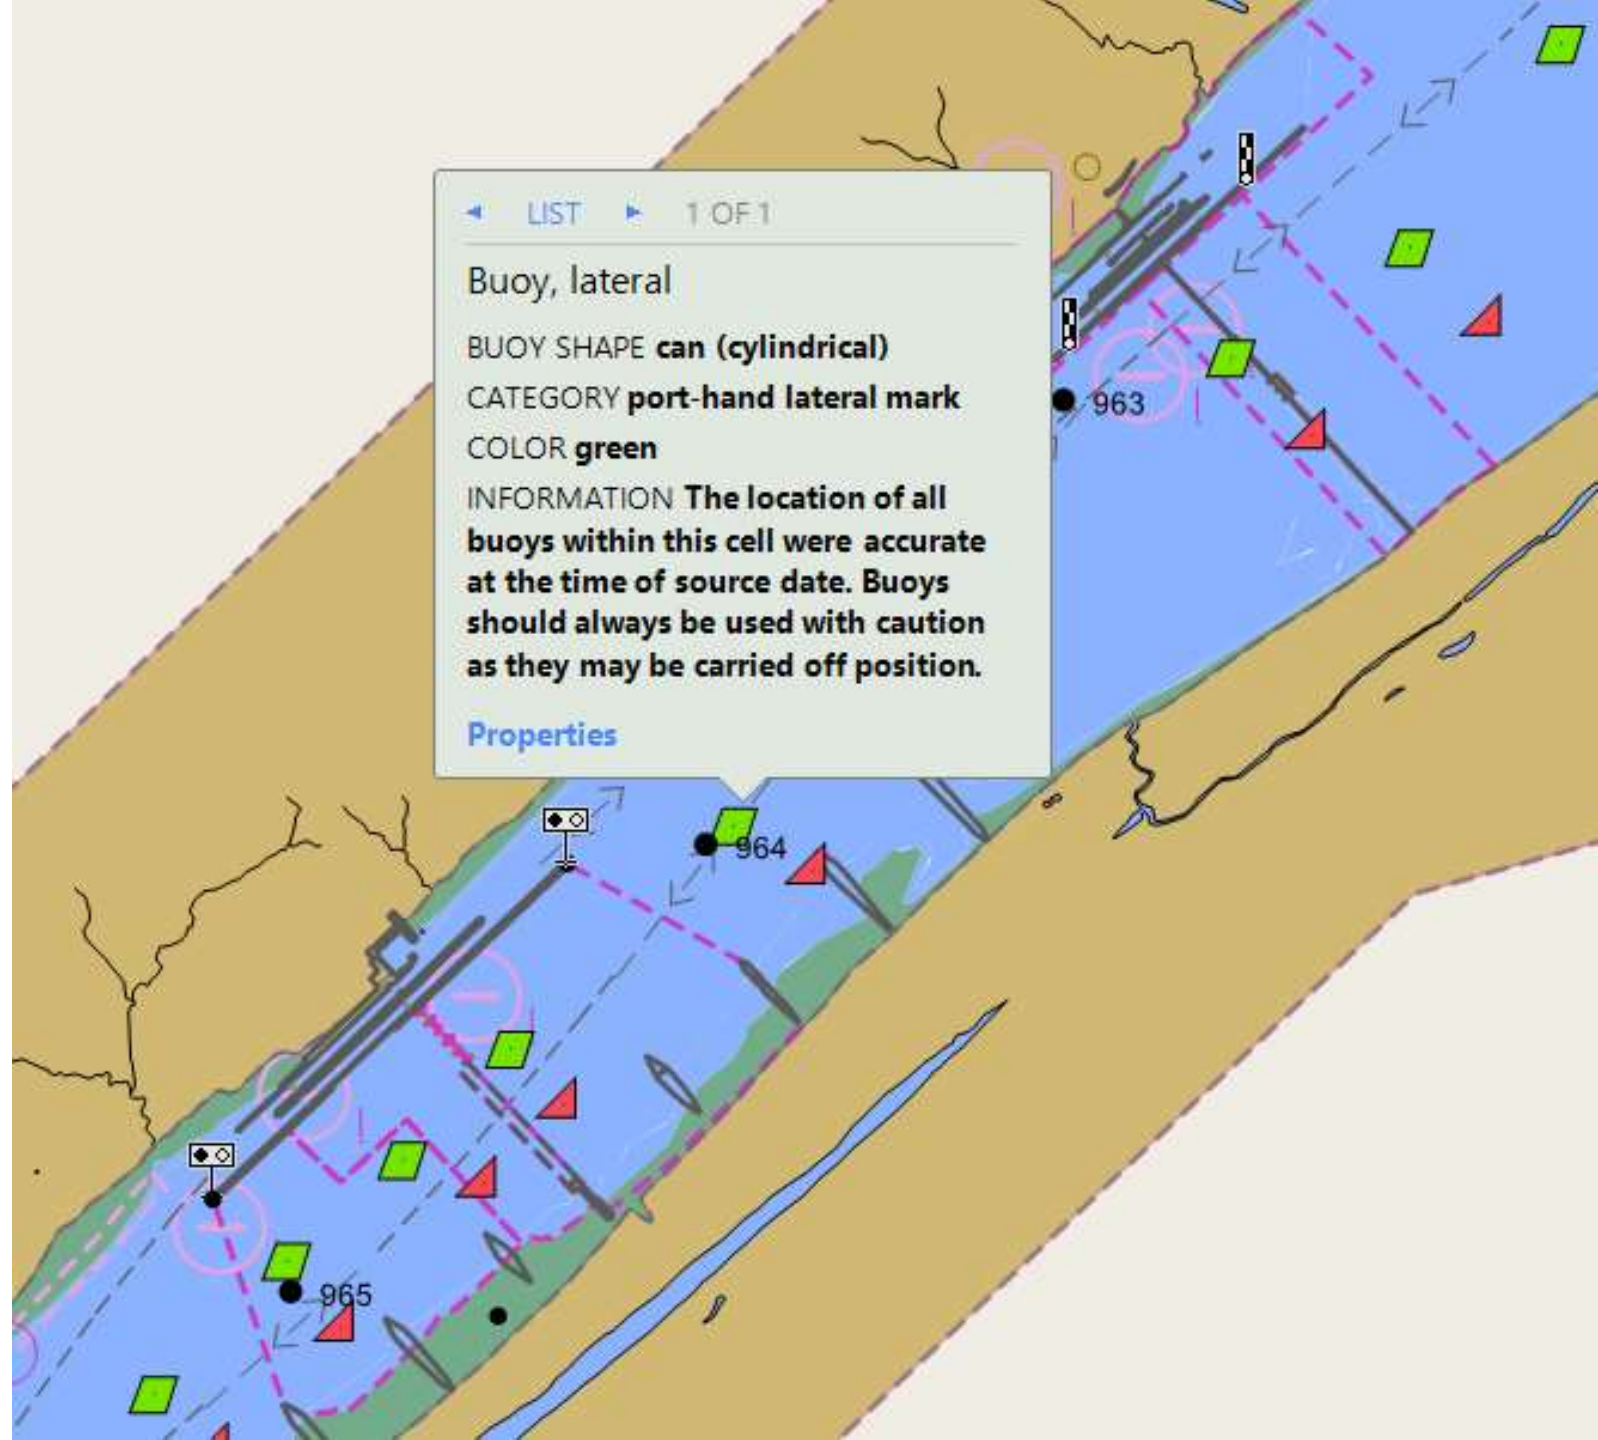 ◄ LIST ► 1 OF 1
Buoy, lateral
BUOY SHAPE can (cylindrical)
CATEGORY port-hand lateral mark
COLOR green
INFORMATION The location of all
buoys within this cell were accurate
at the time of source date. Buoys
should always be used with caution
as they may be carried off position.
Properties
963
964
965